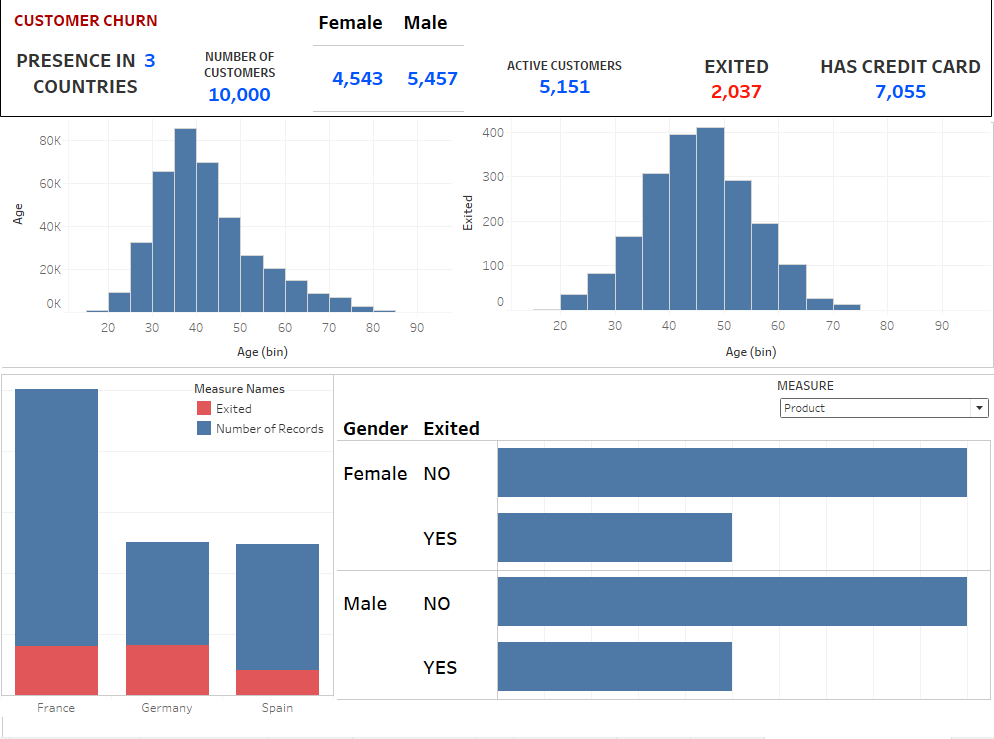 CUSTOMER CHURN
PRESENCE IN 3
COUNTRIES
NUMBER OF
CUSTOMERS
10,000
Female Male
4,543 5,457
ACTIVE CUSTOMERS
5,151
EXITED
2,037
HAS CREDIT CARD
7,055
80K
60K
40K
20K
0K
Age
20 30 40 50 60 70 80 90
Age (bin)
400
300
200
100
0
Exited
20 30 40 50 60 70 80 90
Age (bin)
Measure Names
Exited
Number of Records
France Germany Spain
MEASURE
Product
Gender Exited
Female NO
YES
Male NO
YES